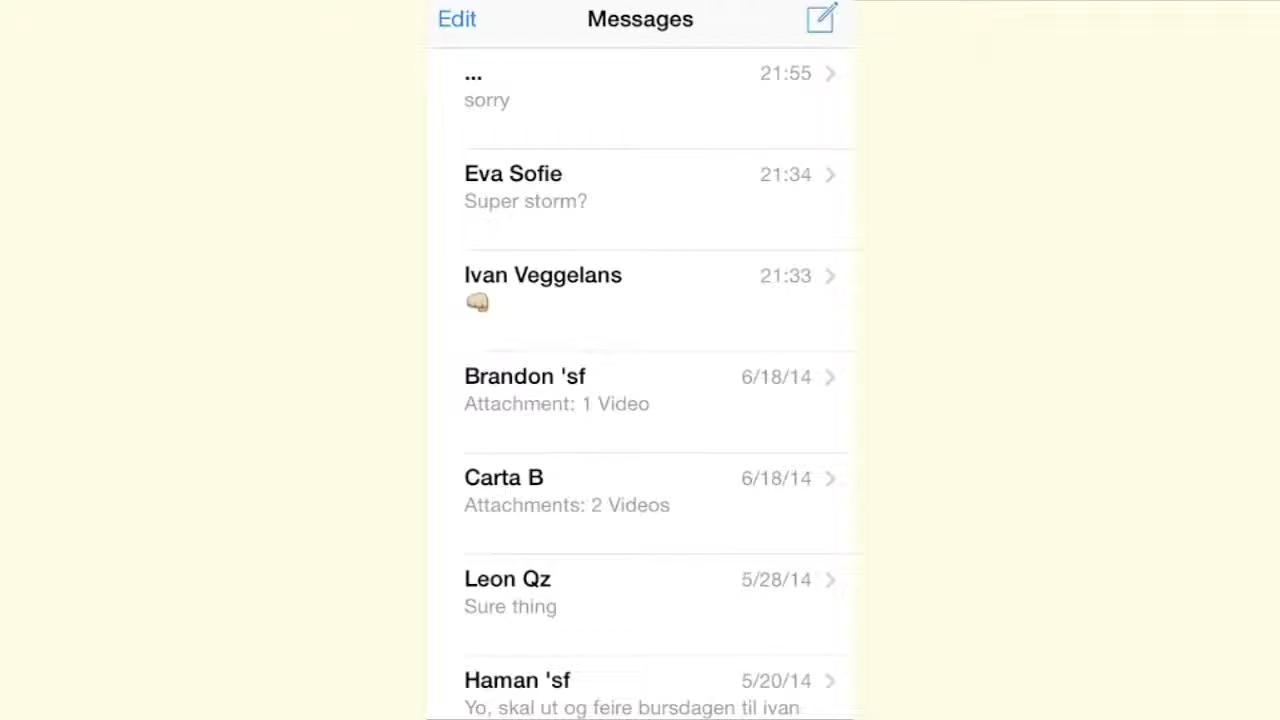 Edit Messages
... 21:55
sorry
Eva Sofie 21:34
Super storm?
Ivan Veggelans 21:33
👊🏼
Brandon 'sf 6/18/14
Attachment: 1 Video
Carta B 6/18/14
Attachments: 2 Videos
Leon Qz 5/28/14
Sure thing
Haman 'sf 5/20/14
Yo, skal ut og feire bursdagen til ivan